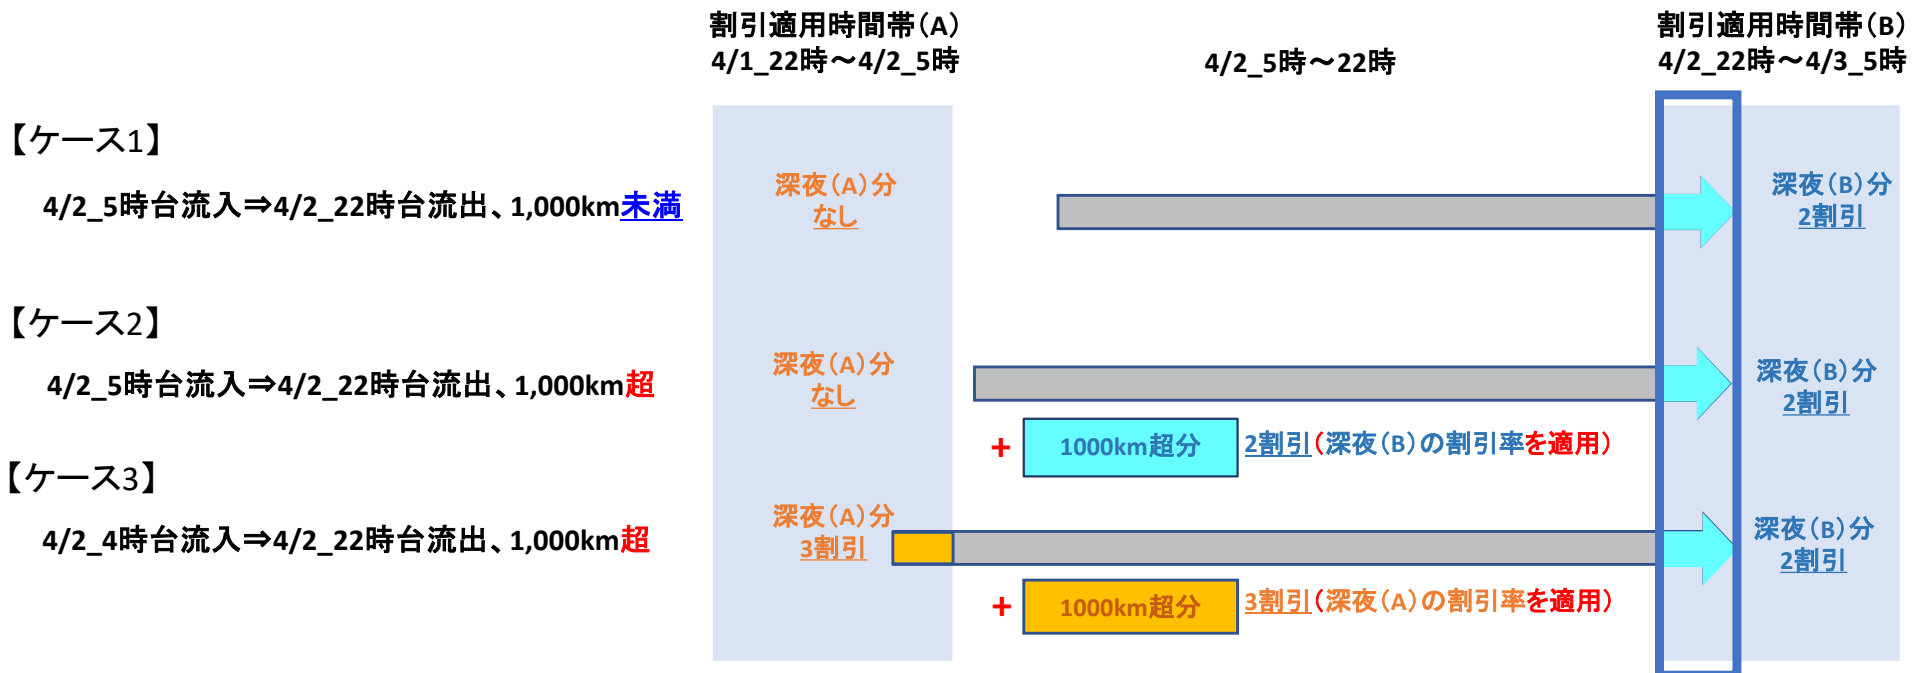 割引適用時間帯（A）
4/1_22時～4/2_5時
4/2_5時～22時
割引適用時間帯（B）
4/2_22時～4/3_5時
【ケース1】
4/2_5時台流入⇒4/2_22時台流出、1,000km未満
深夜（A）分
なし
深夜（B）分
2割引
【ケース2】
4/2_5時台流入⇒4/2_22時台流出、1,000km超
深夜（A）分
なし
深夜（B）分
2割引
+
1000km超分
2割引（深夜（B）の割引率を適用）
【ケース3】
4/2_4時台流入⇒4/2_22時台流出、1,000km超
深夜（A）分
3割引
深夜（B）分
2割引
+
1000km超分
3割引（深夜（A）の割引率を適用）